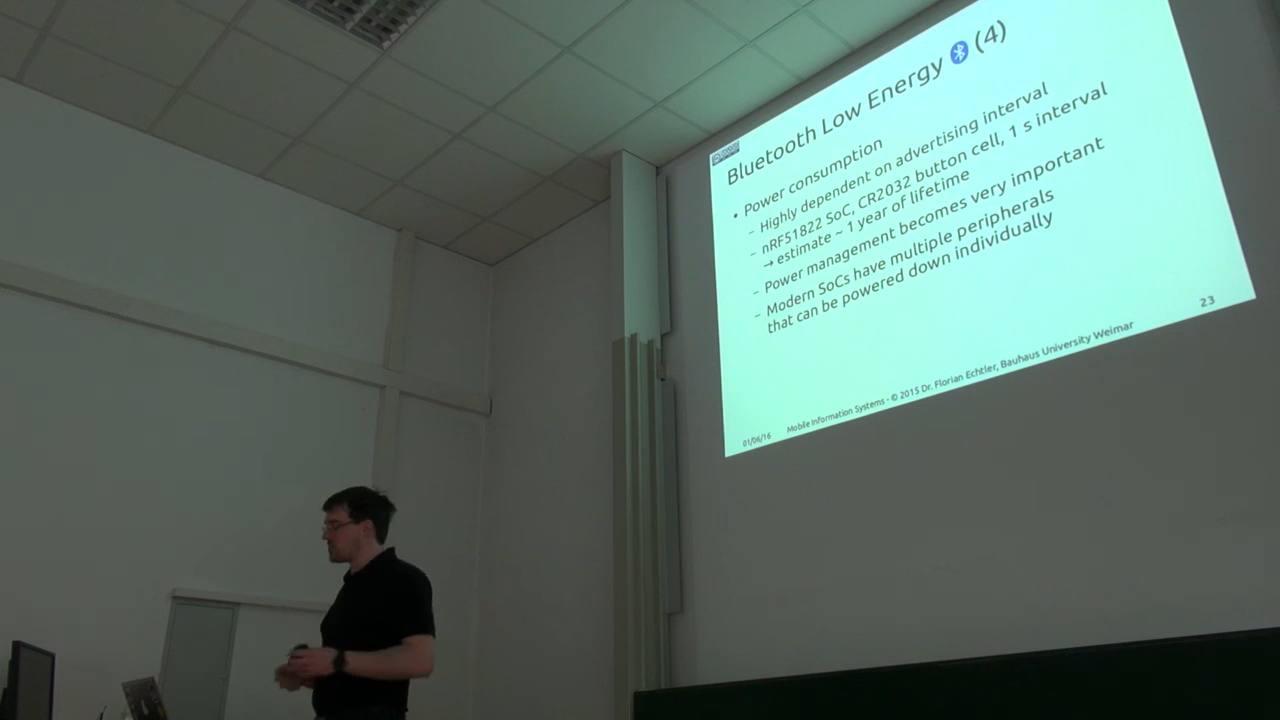 Bluetooth Low Energy (4)
• Power consumption
– Highly dependent on advertising interval
– nRF51822 SoC, CR2032 button cell, 1 s interval
→ estimate ~ 1 year of lifetime
– Power management becomes very important
– Modern SoCs have multiple peripherals
that can be powered down individually
01/06/16 Mobile Information Systems - © 2015 Dr. Florian Echtler, Bauhaus University Weimar 23